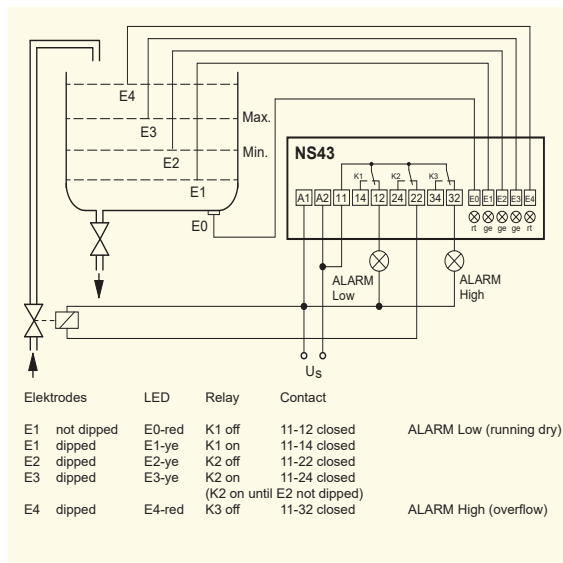 E4
E3
Max.
E2
Min.
E1
E0
NS43
K1 K2 K3
A1 A2 11 14 12 24 22 34 32 E0 E1 E2 E3 E4
rt ge ge ge rt
ALARM Low
ALARM High
Us
Elektrodes LED Relay Contact
E1 not dipped E0-red K1 off 11-12 closed ALARM Low (running dry)
E1 dipped E1-ye K1 on 11-14 closed
E2 dipped E2-ye K2 off 11-22 closed
E3 dipped E3-ye K2 on 11-24 closed
(K2 on until E2 not dipped)
E4 dipped E4-red K3 off 11-32 closed ALARM High (overflow)